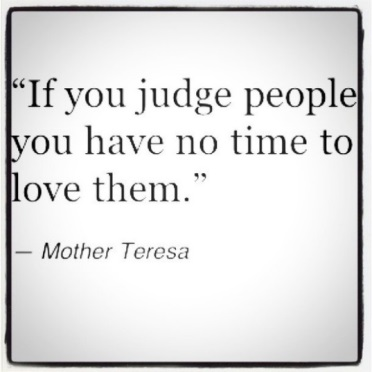 “If you judge people
you have no time to
love them.”
— Mother Teresa